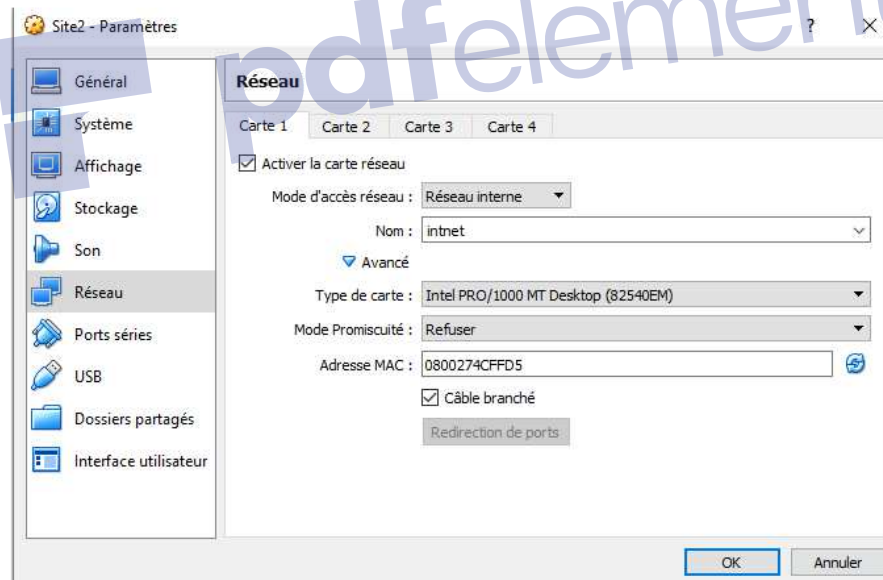 pdfelement
Site2 - Paramètres
? ×
Général
Système
Affichage
Stockage
Son
Réseau
Ports séries
USB
Dossiers partagés
Interface utilisateur
Réseau
Carte 1 Carte 2 Carte 3 Carte 4
Activer la carte réseau
Mode d'accès réseau : Réseau interne
Nom : intnet
Avancé
Type de carte : Intel PRO/1000 MT Desktop (82540EM)
Mode Promiscuité : Refuser
Adresse MAC : 0800274CFFD5
Câble branché
Redirection de ports
OK Annuler